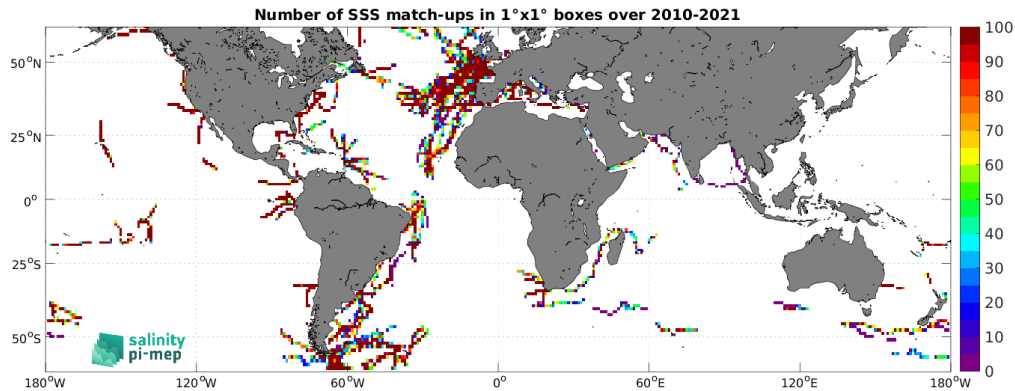 Number of SSS match-ups in 1°x1° boxes over 2010-2021
50°N
25°N
0°
25°S
50°S
180°W
120°W
60°W
0°
60°E
120°E
180°W
100
90
80
70
60
50
40
30
20
10
0
salinity
pi-mep